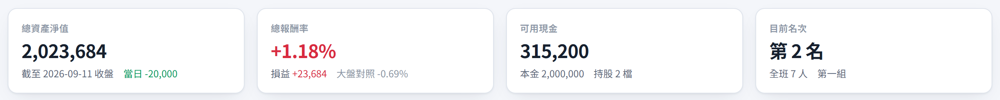 總資產淨值
2,023,684
截至 2026-09-11 收盤 當日 -20,000
總報酬率
+1.18%
損益 +23,684 大盤對照 -0.69%
可用現金
315,200
本金 2,000,000 持股 2 檔
目前名次
第 2 名
全班 7 人 第一組